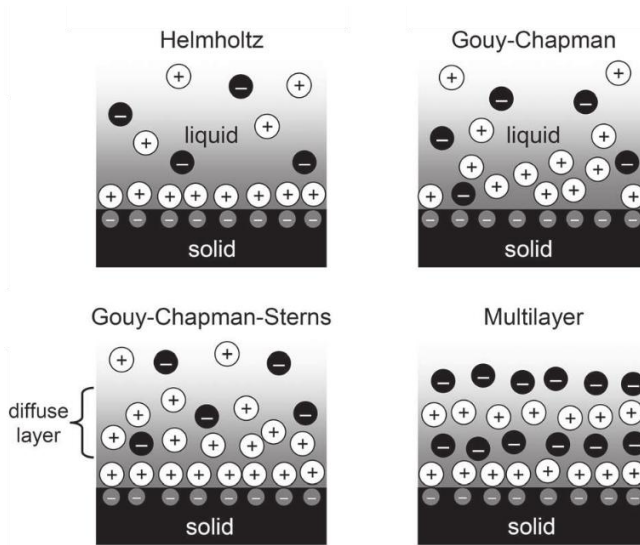 Helmholtz
liquid
solid
Gouy-Chapman
liquid
solid
Gouy-Chapman-Sterns
diffuse
layer
solid
Multilayer
solid